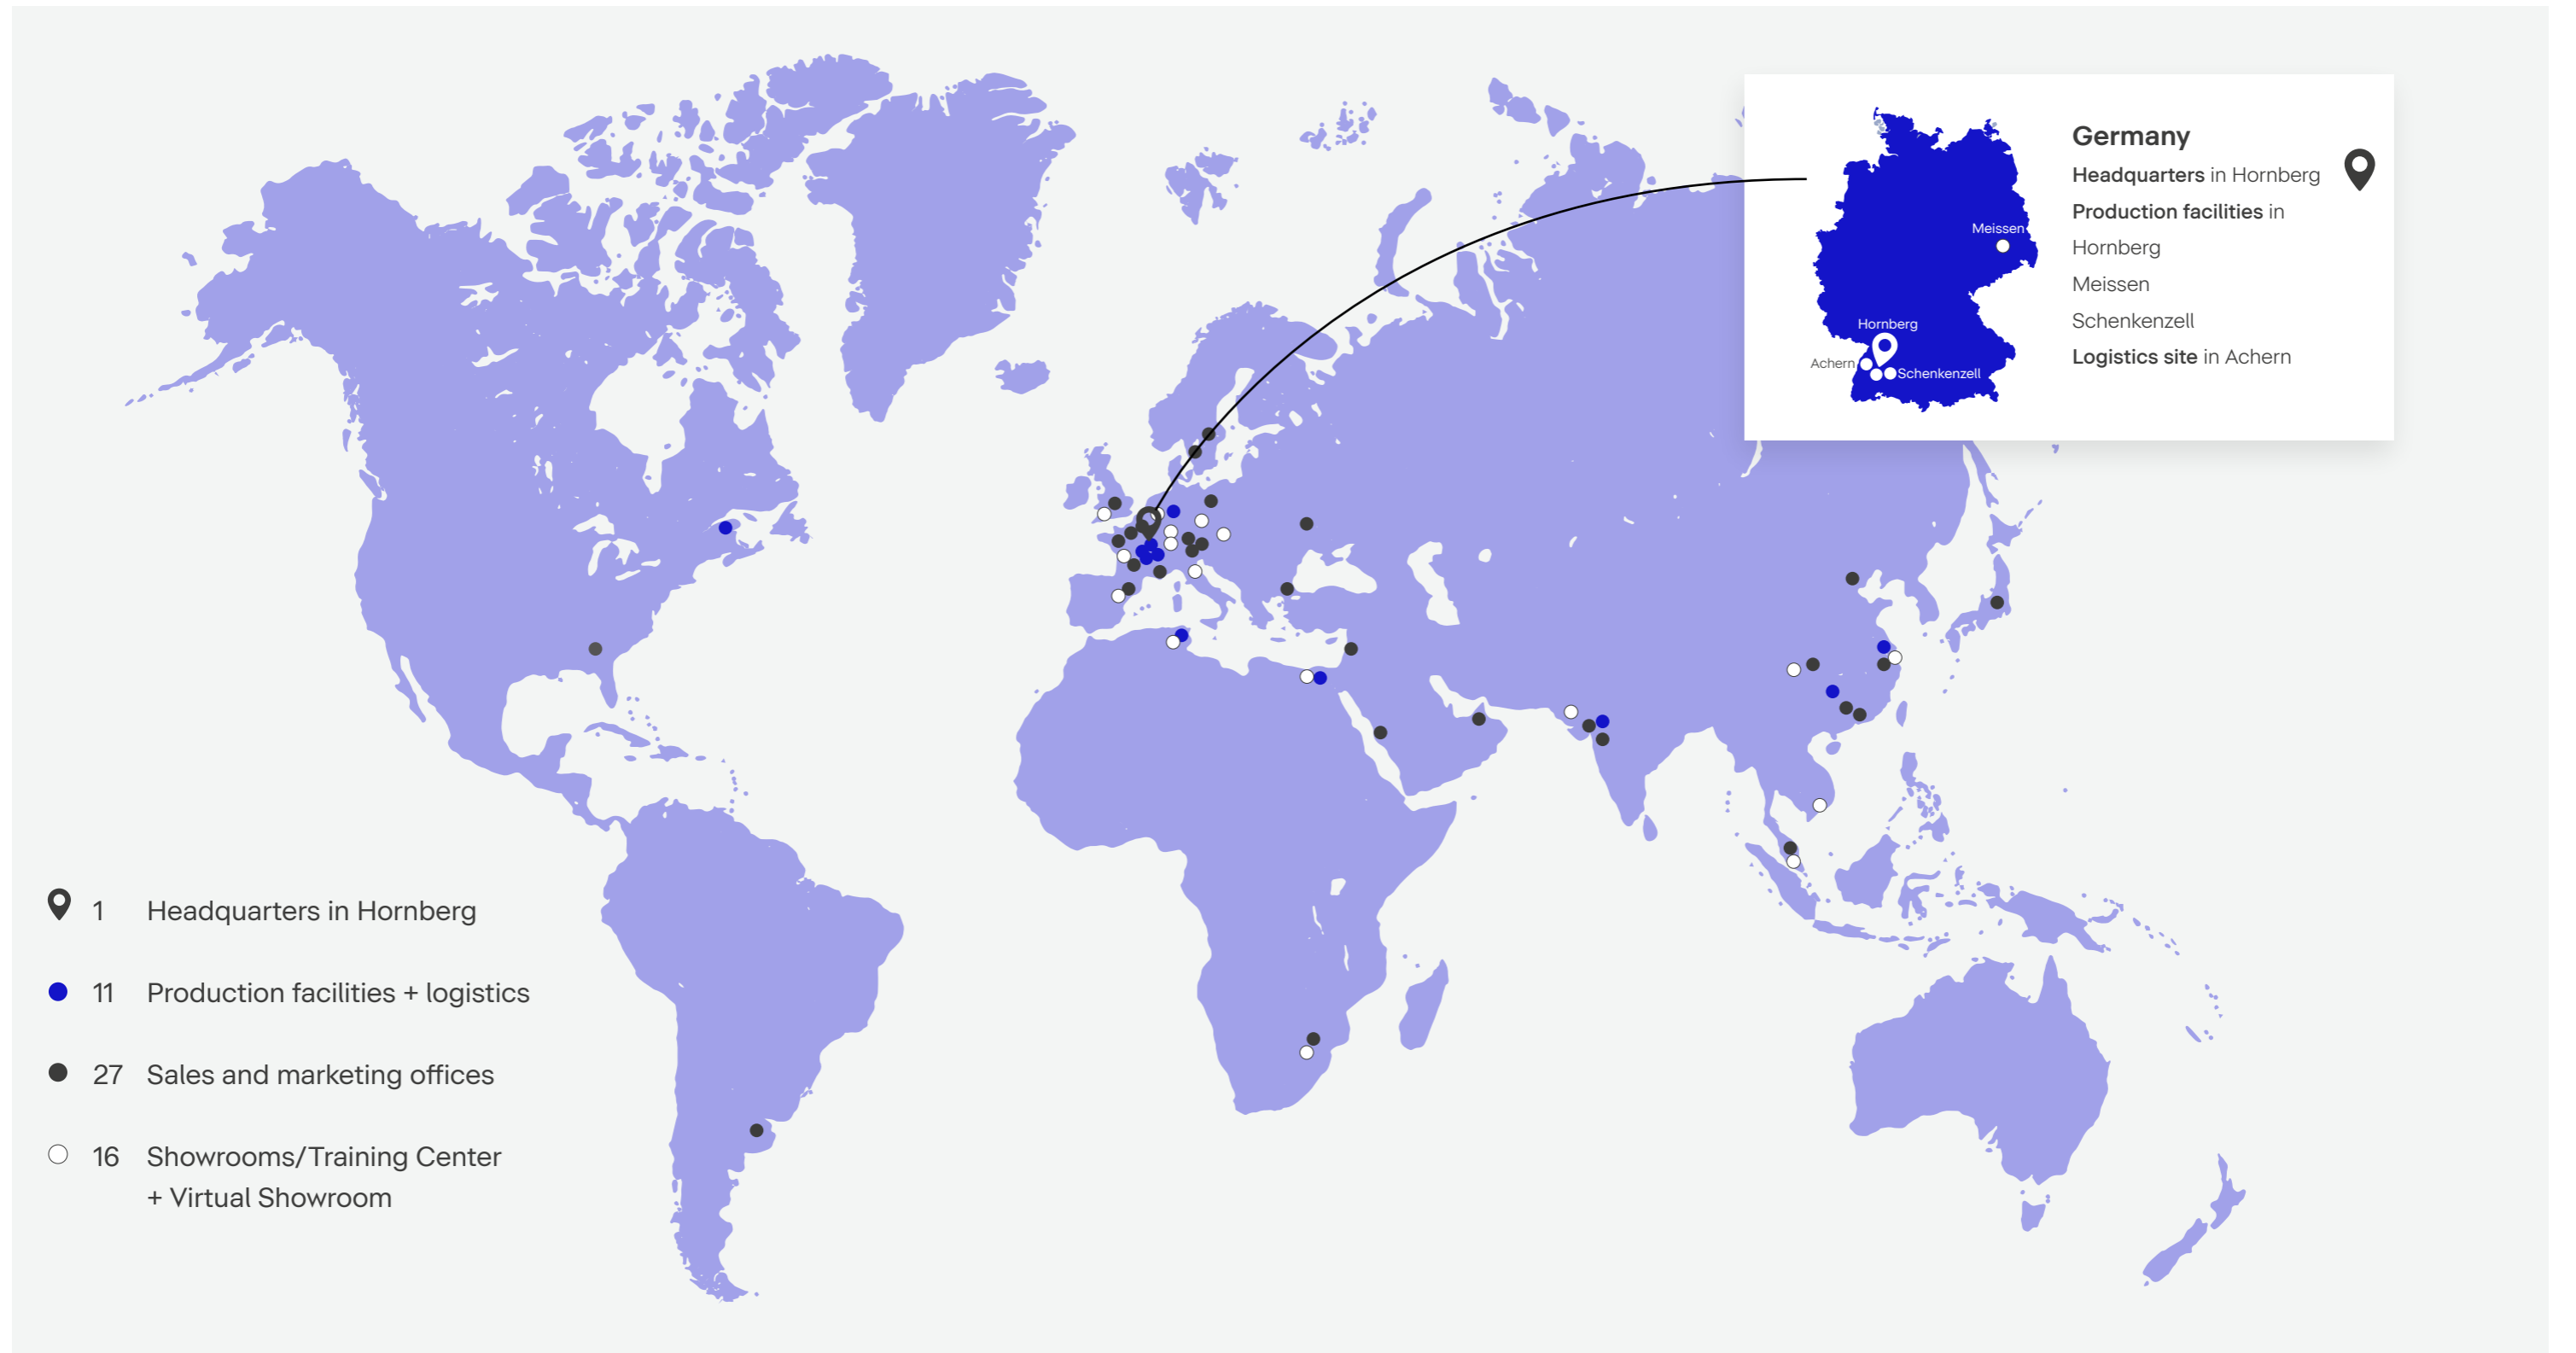 Germany
Headquarters in Hornberg
Production facilities in
Hornberg
Meissen
Schenkenzell
Logistics site in Achern
Meissen
Hornberg
Achern
Schenkenzell
1 Headquarters in Hornberg
11 Production facilities + logistics
27 Sales and marketing offices
16 Showrooms/Training Center
+ Virtual Showroom